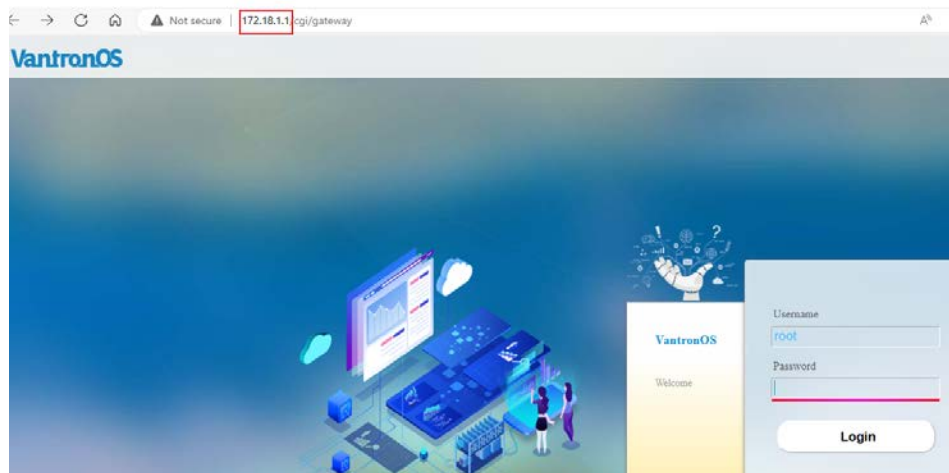 Not secure 172.18.1.1/cgi/gateway
VantronOS
?
Username
root
VantronOS
Password
Welcome
Login